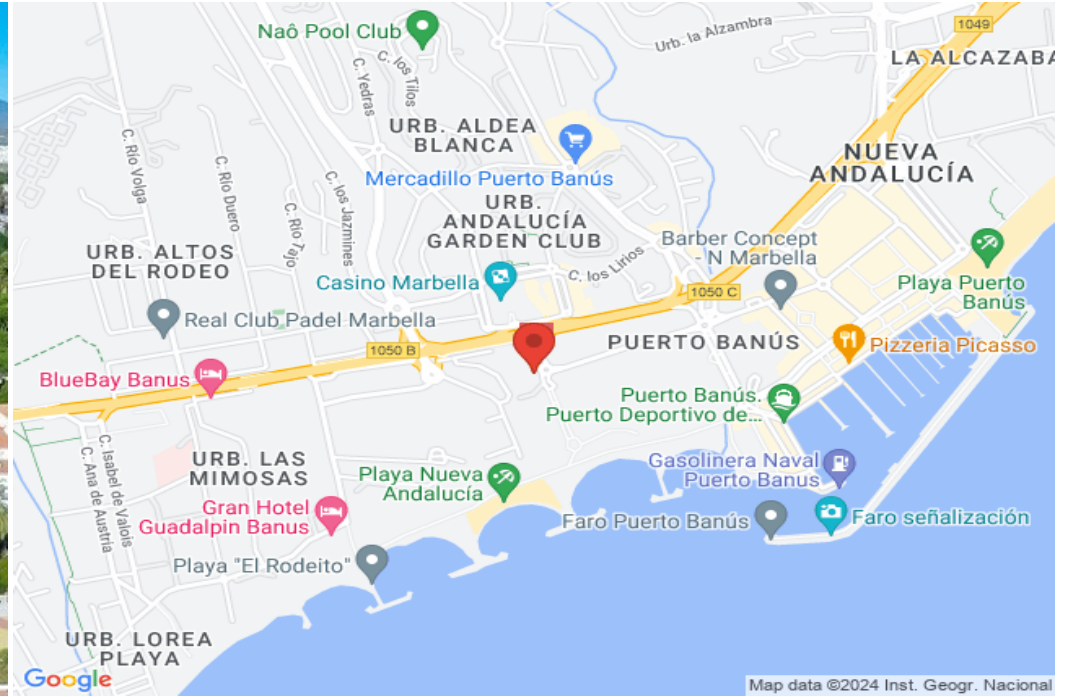 Naô Pool Club
Urb. la Alzambra
1049
LA ALCAZABA
C. Yedras
C. los Tilos
URB. ALDEA
BLANCA
Mercadillo Puerto Banús
NUEVA
ANDALUCÍA
C. Río Volga
C. Río Duero
C. Río Tajo
C. los Jazmines
URB.
ANDALUCÍA
GARDEN CLUB
URB. ALTOS
DEL RODEO
Casino Marbella
C. los Lirios
Barber Concept
- N Marbella
Playa Puerto
Banús
1050 C
Real Club Padel Marbella
1050 B
PUERTO BANÚS
Pizzeria Picasso
BlueBay Banus
Puerto Banús.
Puerto Deportivo de...
C. Isabel de Valois
C. Ana de Austria
URB. LAS
MIMOSAS
Playa Nueva
Andalucía
Gasolinera Naval
Puerto Banus
Gran Hotel
Guadalpin Banus
Faro Puerto Banús
Faro señalización
Playa "El Rodeito"
URB. LOREA
PLAYA
Google
Map data ©2024 Inst. Geogr. Nacional